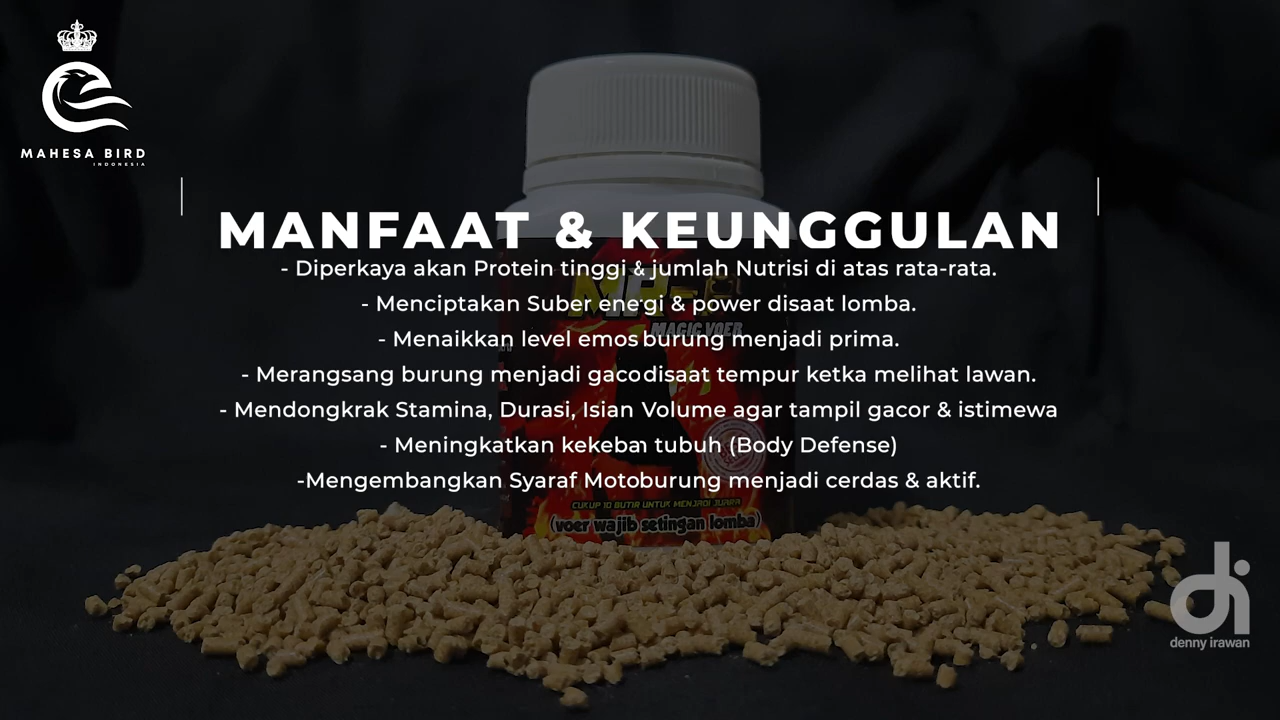 MAHESA BIRD
INDONESIA
MANFAAT & KEUNGGULAN
- Diperkaya akan Protein tinggi & jumlah Nutrisi di atas rata-rata.
- Menciptakan Suber energi & power disaat lomba.
- Menaikkan level emos burung menjadi prima.
- Merangsang burung menjadi gacodisaat tempur ketka melihat lawan.
- Mendongkrak Stamina, Durasi, Isian Volume agar tampil gacor & istimewa
- Meningkatkan kekebaı tubuh (Body Defense)
-Mengembangkan Syaraf Motoburung menjadi cerdas & aktif.
MAGIC VOER
CUKUP 10 BUTIR UNTUK MENJADI JUARA
(voer wajib setingan lomba)
di
denny irawan